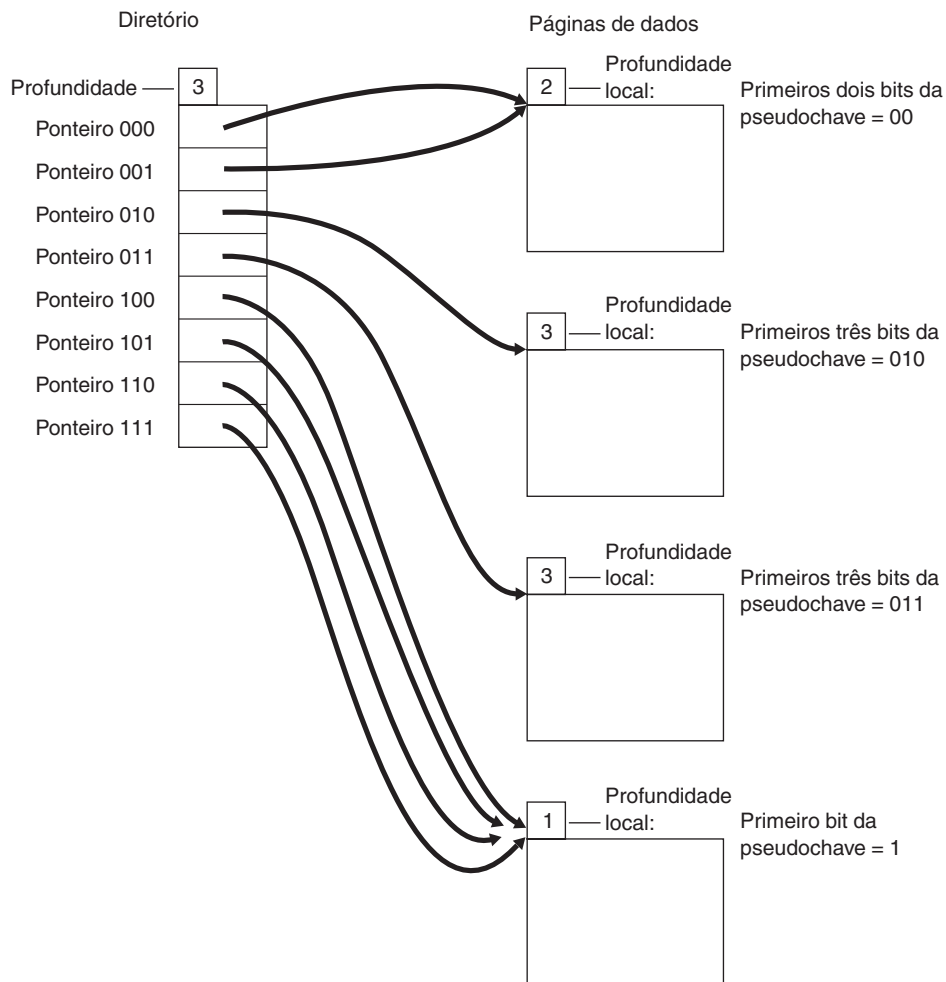 Diretório
Páginas de dados
Profundidade
3
Ponteiro 000
Ponteiro 001
Ponteiro 010
Ponteiro 011
Ponteiro 100
Ponteiro 101
Ponteiro 110
Ponteiro 111
2
Profundidade
local:
Primeiros dois bits da
pseudochave = 00
3
Profundidade
local:
Primeiros três bits da
pseudochave = 010
3
Profundidade
local:
Primeiros três bits da
pseudochave = 011
1
Profundidade
local:
Primeiro bit da
pseudochave = 1